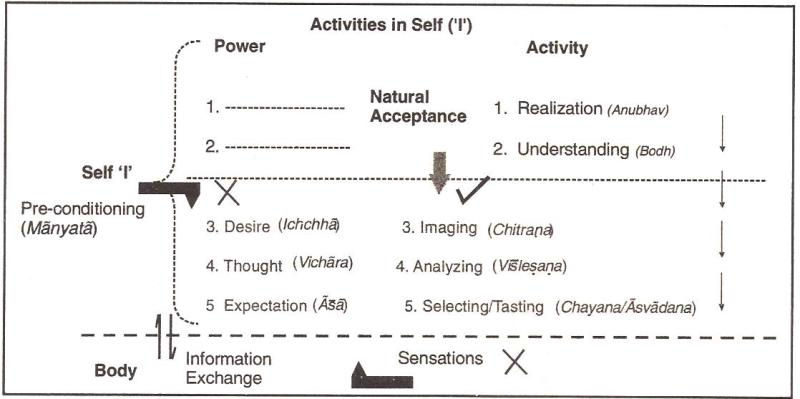 Activities in Self ('I')
Power
Activity
1. ------------------
Natural
Acceptance
1. Realization (Anubhav)
2. ------------------
2. Understanding (Bodh)
Self 'I'
Pre-conditioning
(Mānyatā)
3. Desire (Ichchhā)
3. Imaging (Chitraṇa)
4. Thought (Vichāra)
4. Analyzing (Viśleṣaṇa)
5 Expectation (Āśā)
5. Selecting/Tasting (Chayana/Āsvādana)
Body
Information
Exchange
Sensations